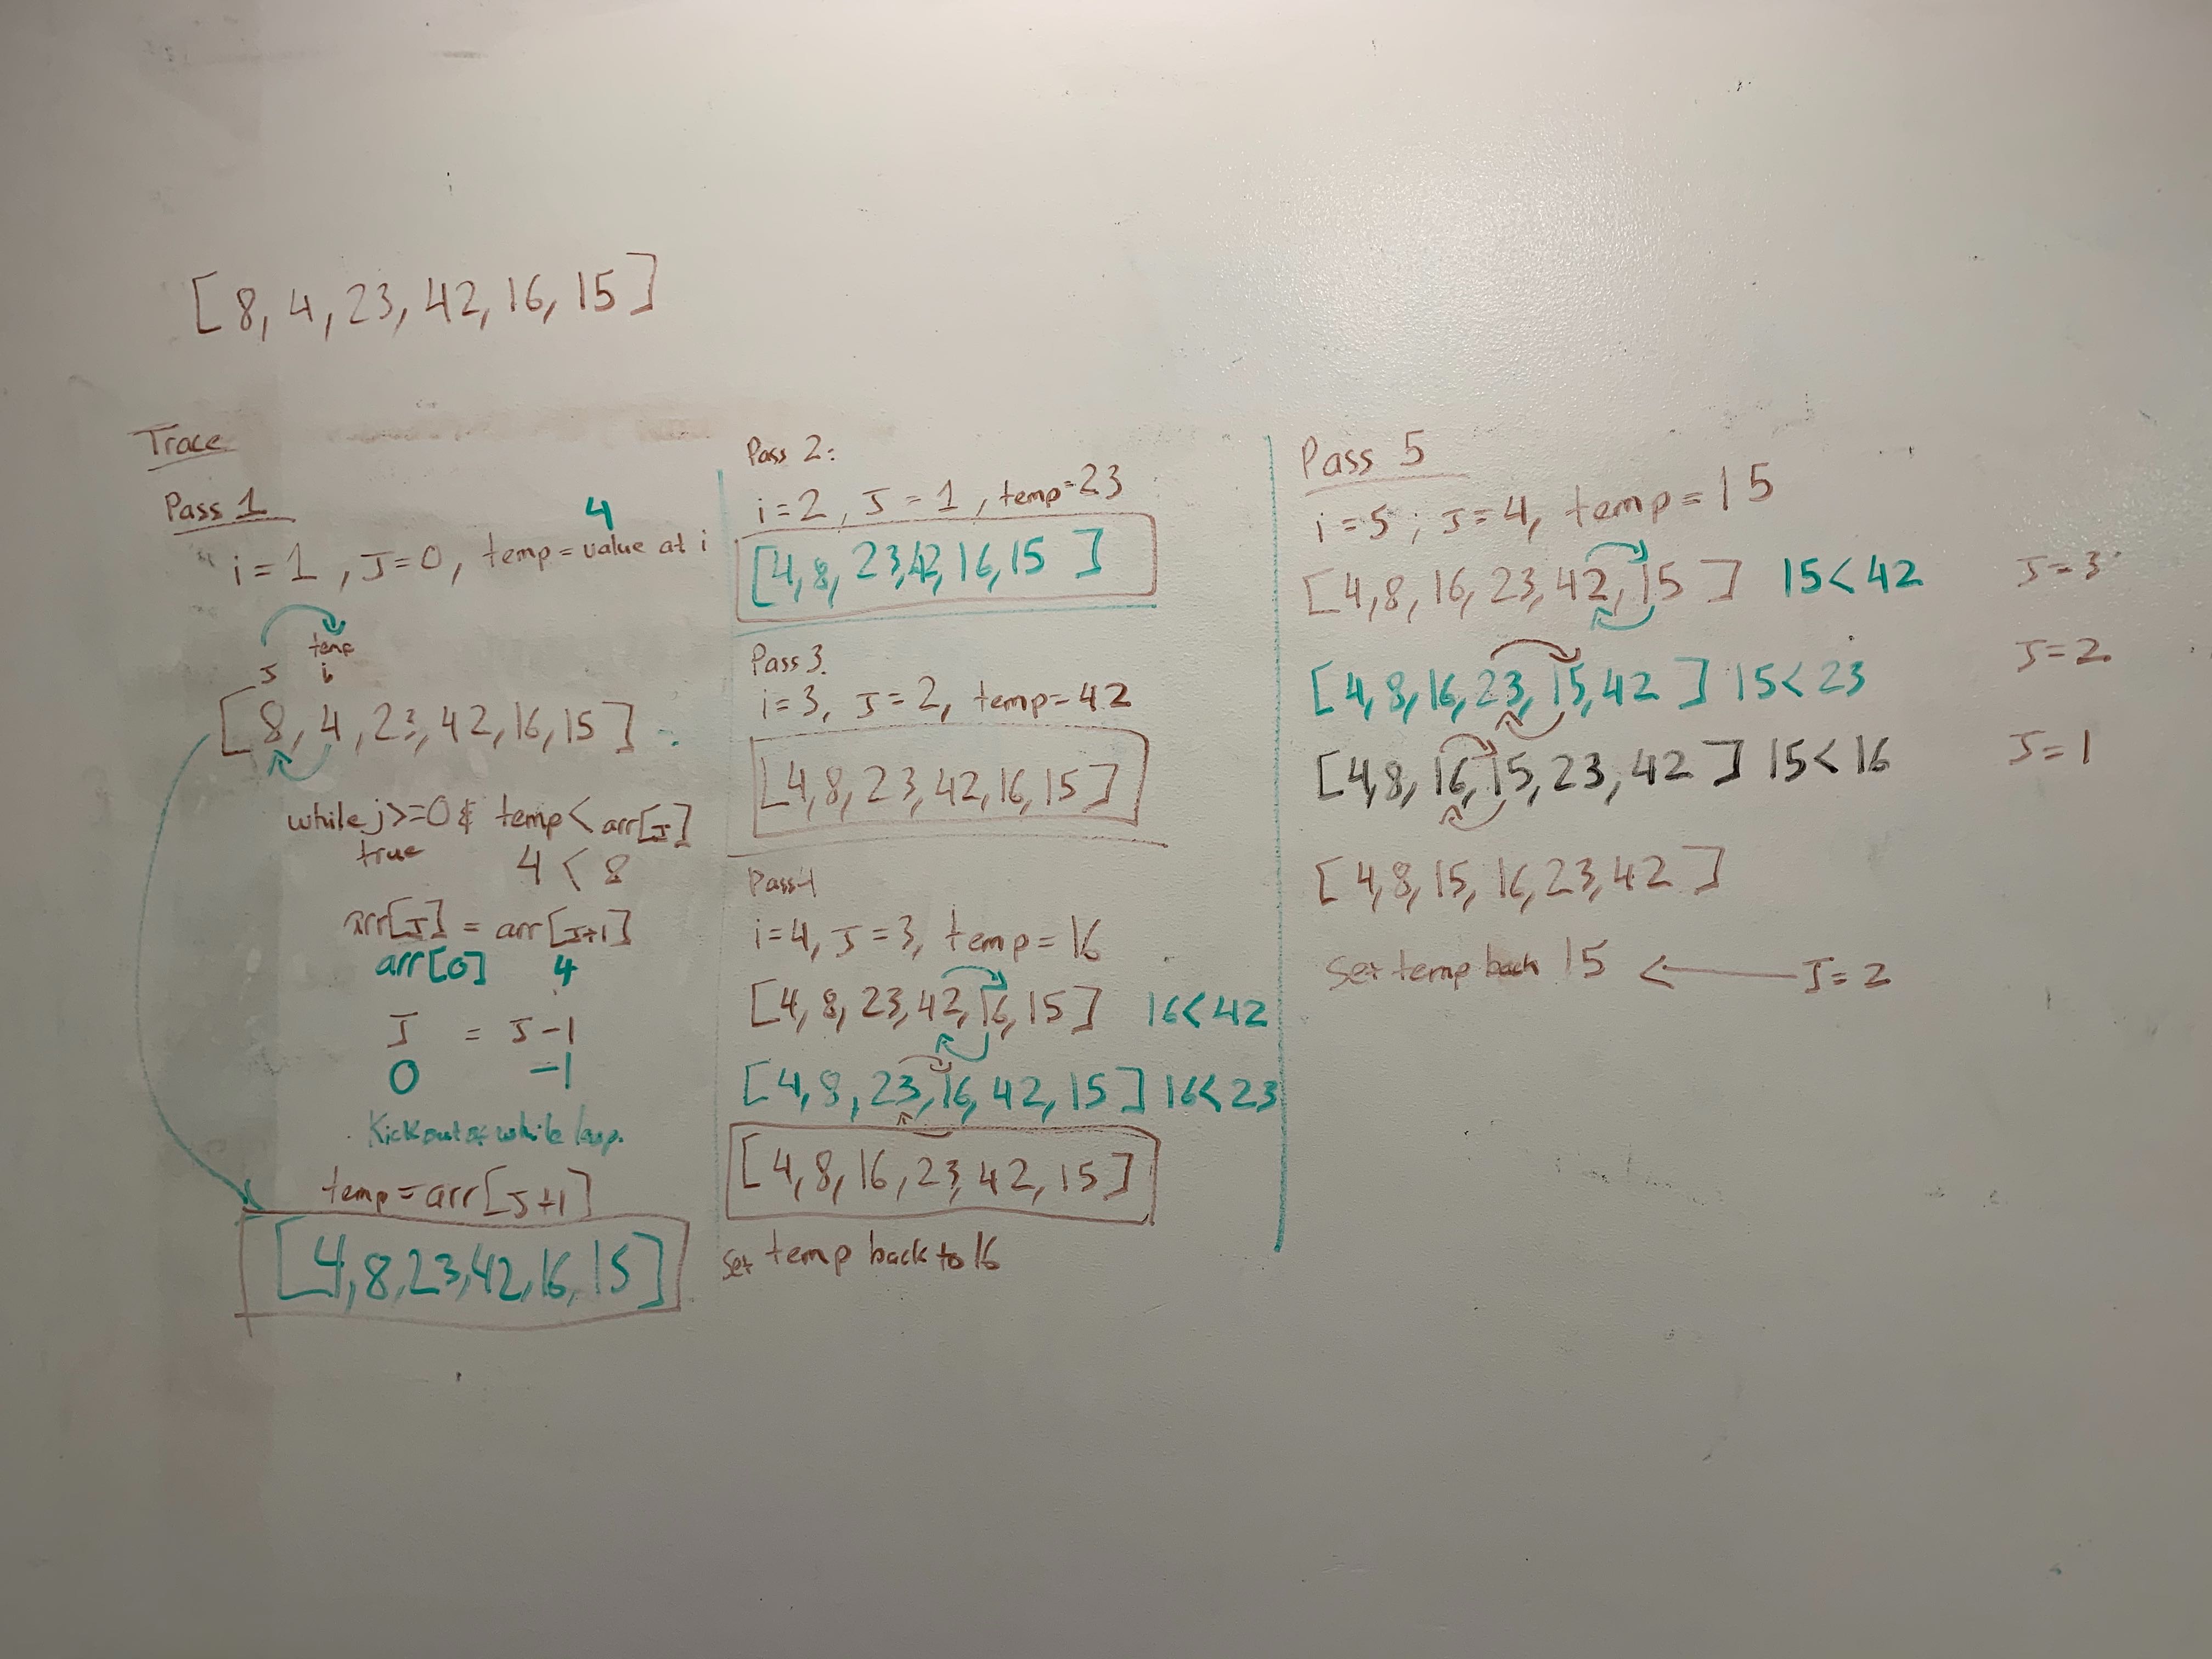 [8, 4, 23, 42, 16, 15]
Trace
Pass 1
4
i=1, J=0, temp=value at i
temp
J i
[8, 4, 23, 42, 16, 15]
while j>=0 & temp< arr[J]
true 4 < 8
arr[J] = arr[J+1]
arr[0] 4
J = J-1
0 -1
Kick out of while loop.
temp=arr[J+1]
[4,8,23,42,16,15]
Pass 2:
i=2, J=1, temp=23
[4,8,23,42,16,15]
Pass 3.
i=3, J=2, temp=42
[4,8,23,42,16,15]
Pass 4
i=4, J=3, temp=16
[4,8,23,42,16,15] 16<42
[4,8,23,16,42,15] 16<23
[4,8,16,23,42,15]
Set temp back to 16
Pass 5
i=5; J=4, temp=15
[4,8,16,23,42,15] 15<42 J=3
[4,8,16,23,15,42] 15<23 J=2
[4,8,16,15,23,42] 15<16 J=1
[4,8,15,16,23,42]
Set temp back 15 <— J=2